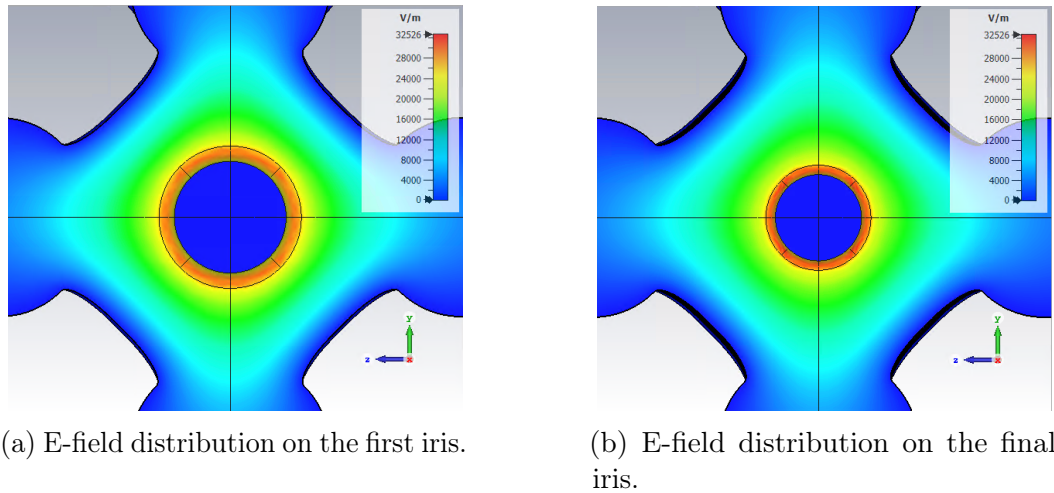 V/m
32526
28000
24000
20000
16000
12000
8000
4000
0
y
z
x
(a) E-field distribution on the first iris.
V/m
32526
28000
24000
20000
16000
12000
8000
4000
0
y
z
x
(b) E-field distribution on the final
iris.